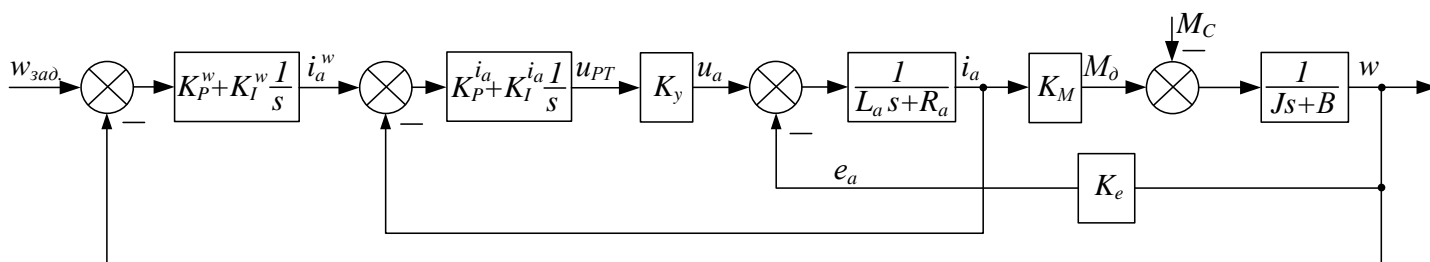 M_C
w_зад. K_P^w+K_I^w 1/s i_a^w K_P^{i_a}+K_I^{i_a} 1/s u_PT K_y u_a 1/(L_a s+R_a) i_a K_M M_д 1/(Js+B) w
e_a K_e